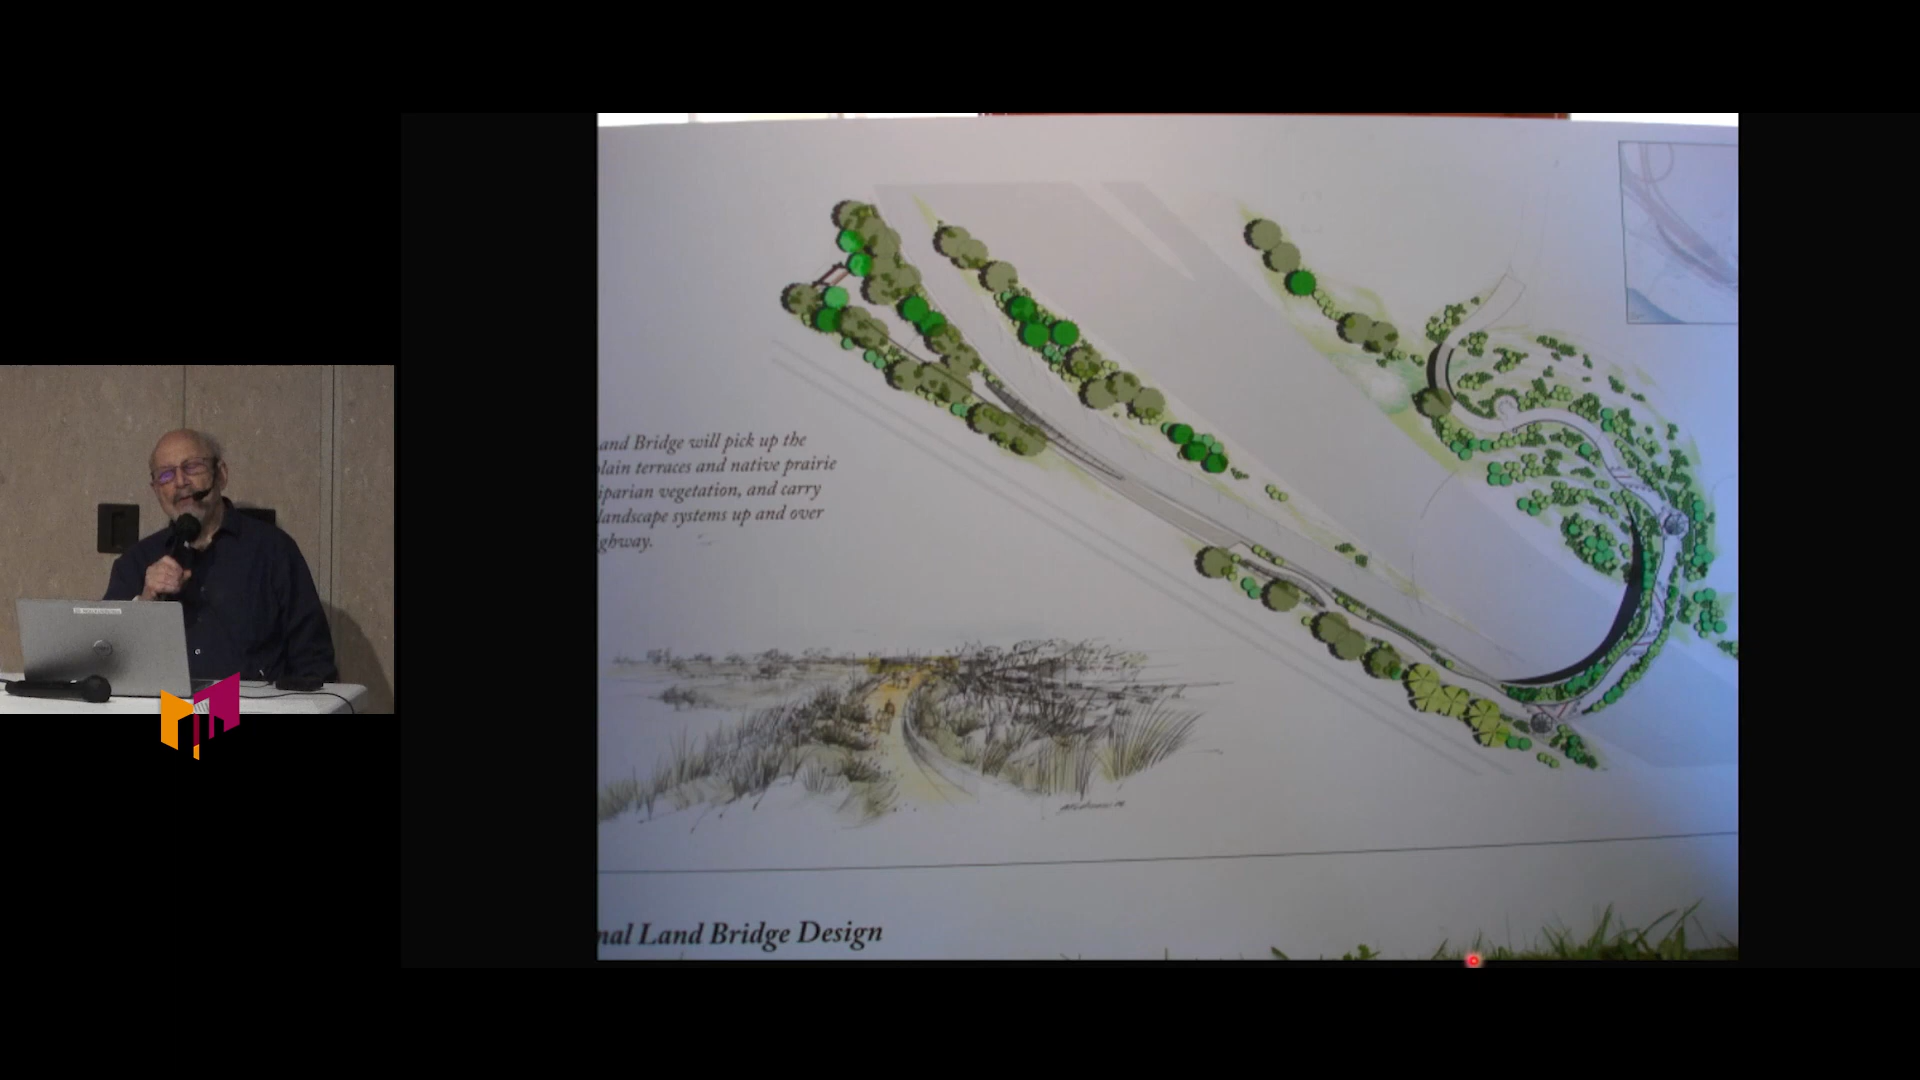 and Bridge will pick up the
lain terraces and native prairie
iparian vegetation, and carry
landscape systems up and over
ghway.
nal Land Bridge Design